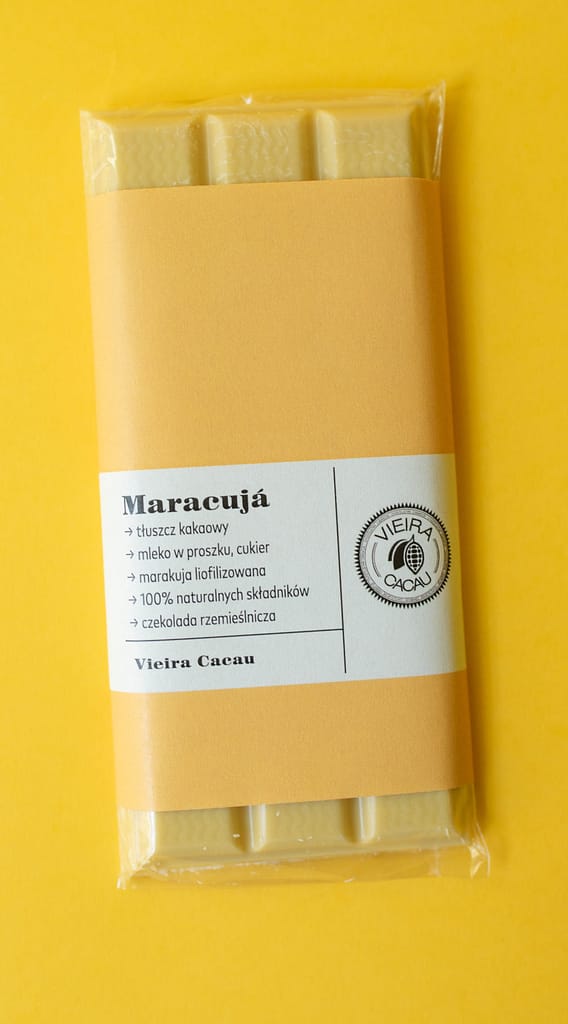 Maracujá
→ tłuszcz kakaowy
→ mleko w proszku, cukier
→ marakuja liofilizowana
→ 100% naturalnych składników
→ czekolada rzemieślnicza
Vieira Cacau
VIEIRA
CACAU